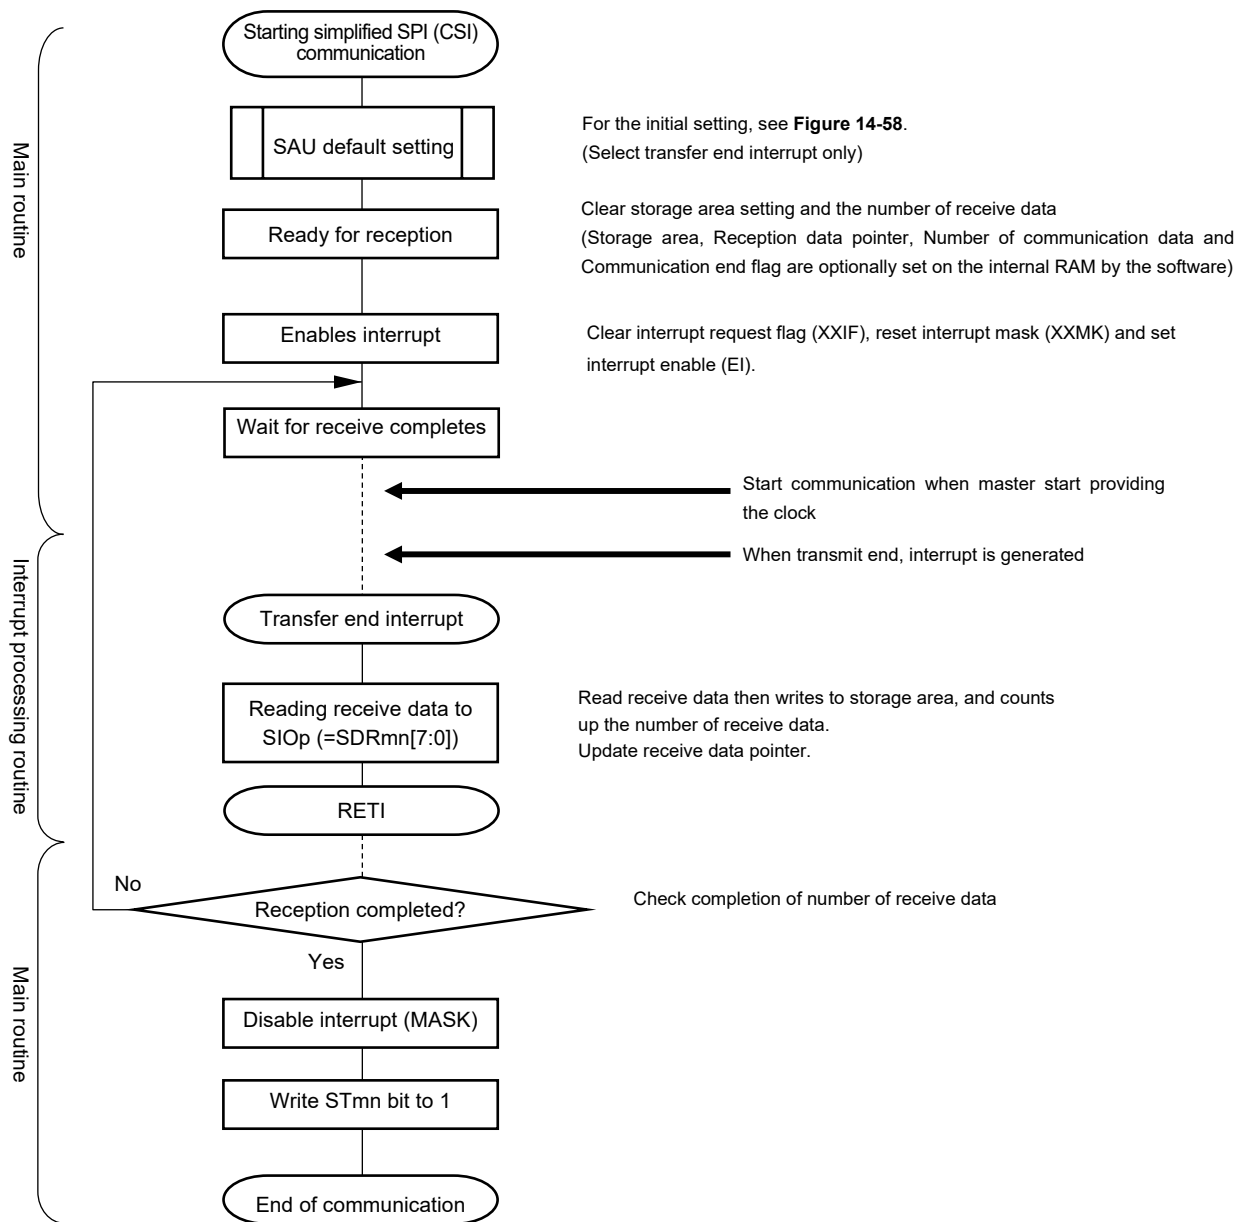 Starting simplified SPI (CSI)
communication
SAU default setting
For the initial setting, see Figure 14-58.
(Select transfer end interrupt only)
Main routine
Ready for reception
Clear storage area setting and the number of receive data
(Storage area, Reception data pointer, Number of communication data and
Communication end flag are optionally set on the internal RAM by the software)
Enables interrupt
Clear interrupt request flag (XXIF), reset interrupt mask (XXMK) and set
interrupt enable (EI).
Wait for receive completes
Start communication when master start providing
the clock
When transmit end, interrupt is generated
Interrupt processing routine
Transfer end interrupt
Reading receive data to
SIOp (=SDRmn[7:0])
Read receive data then writes to storage area, and counts
up the number of receive data.
Update receive data pointer.
RETI
No
Reception completed?
Check completion of number of receive data
Yes
Main routine
Disable interrupt (MASK)
Write STmn bit to 1
End of communication